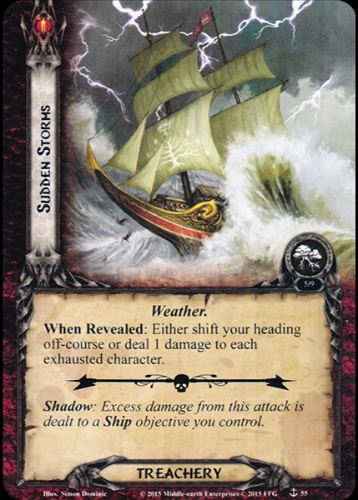 SUDDEN STORMS
5/9
Weather.
When Revealed: Either shift your heading
off-course or deal 1 damage to each
exhausted character.
Shadow: Excess damage from this attack is
dealt to a Ship objective you control.
TREACHERY
Illus. Simon Dominic © 2015 Middle-earth Enterprises © 2015 FFG 55